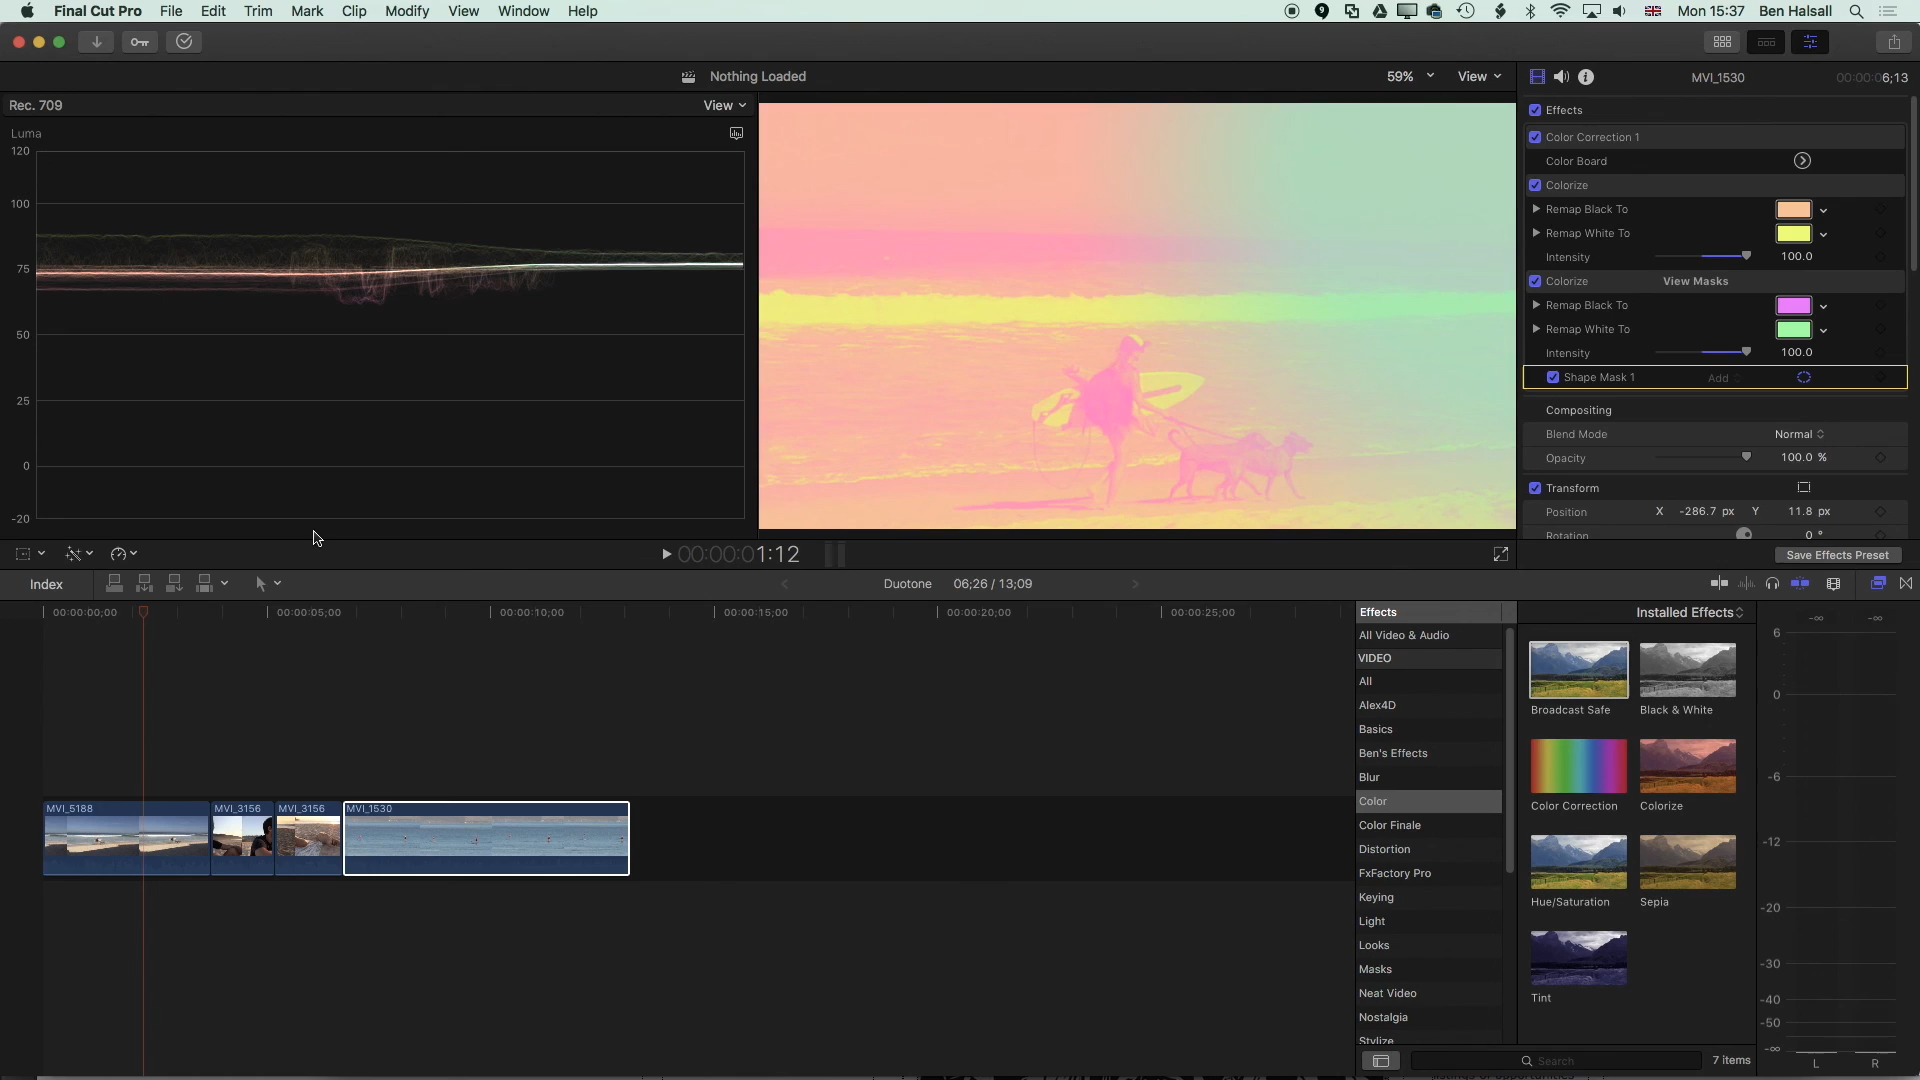 Final Cut Pro File Edit Trim Mark Clip Modify View Window Help 9 Mon 15:37 Ben Halsall
Nothing Loaded 59% View MVI_1530 00:00:06;13
Rec. 709 View
Luma
120
100
75
50
25
0
-20
Effects
Color Correction 1
Color Board
Colorize
Remap Black To
Remap White To
Intensity 100.0
Colorize View Masks
Remap Black To
Remap White To
Intensity 100.0
Shape Mask 1 Add
Compositing
Blend Mode Normal
Opacity 100.0 %
Transform
Position X -286.7 px Y 11.8 px
Rotation 0 °
00:00:01:12 Save Effects Preset
Index Duotone 06;26 / 13;09
00:00:00;00 00:00:05;00 00:00:10;00 00:00:15;00 00:00:20;00 00:00:25;00
MVI_5188 MVI_3156 MVI_3156 MVI_1530
Effects
All Video & Audio
VIDEO
All
Alex4D
Basics
Ben's Effects
Blur
Color
Color Finale
Distortion
FxFactory Pro
Keying
Light
Looks
Masks
Neat Video
Nostalgia
Stylize
Installed Effects
Broadcast Safe Black & White
Color Correction Colorize
Hue/Saturation Sepia
Tint
Search 7 items
-∞ -∞
6
0
-6
-12
-20
-30
-40
-50
-∞
L R